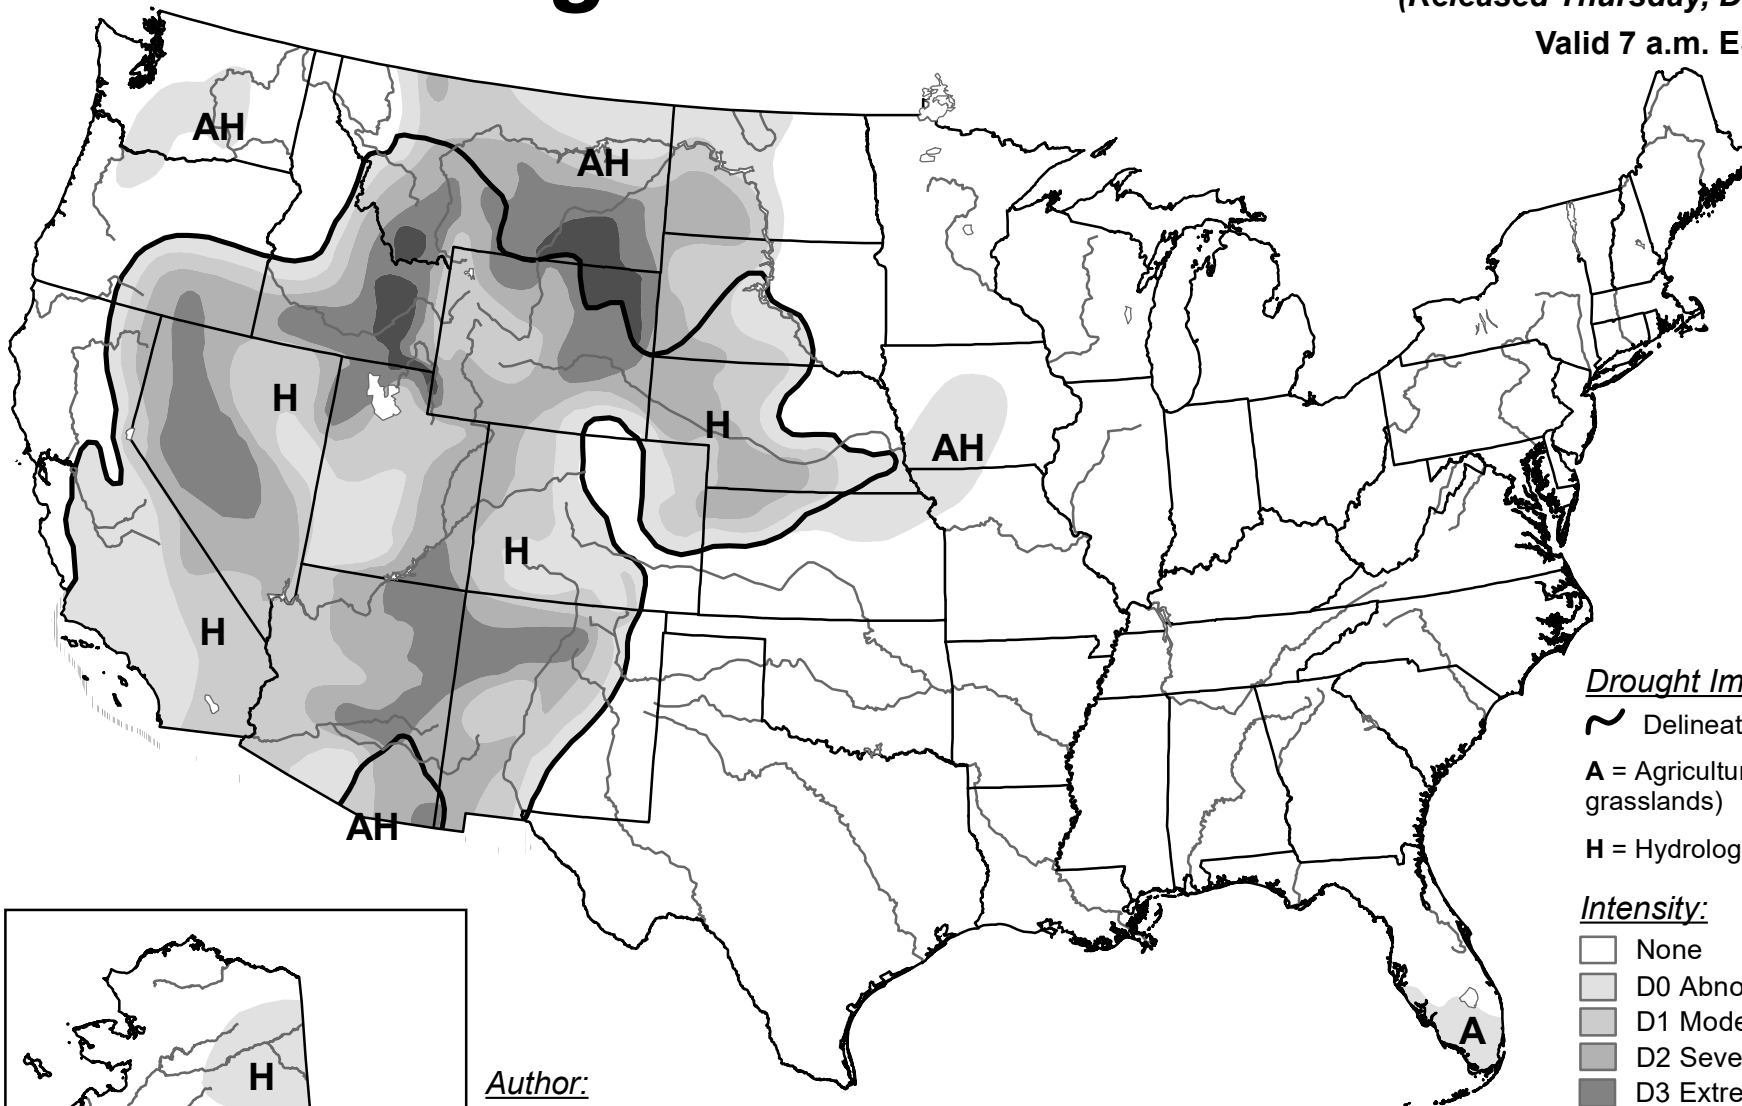 (Released Thursday, D
Valid 7 a.m. E
AH
AH
H
H
AH
H
H
AH
Drought Im
Delineat
A = Agricultur
grasslands)
H = Hydrolog
Intensity:
None
D0 Abno
D1 Mode
D2 Seve
D3 Extre
A
H
Author: